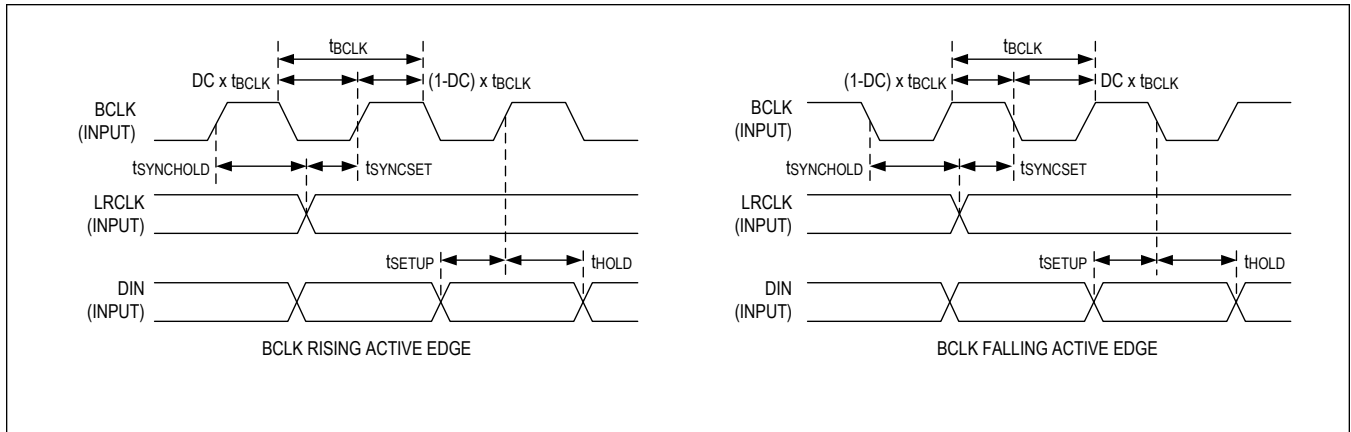 tBCLK
DC x tBCLK
(1-DC) x tBCLK
BCLK
(INPUT)
tSYNCHOLD
tSYNCSET
LRCLK
(INPUT)
tSETUP
tHOLD
DIN
(INPUT)
BCLK RISING ACTIVE EDGE
tBCLK
(1-DC) x tBCLK
DC x tBCLK
BCLK
(INPUT)
tSYNCHOLD
tSYNCSET
LRCLK
(INPUT)
tSETUP
tHOLD
DIN
(INPUT)
BCLK FALLING ACTIVE EDGE